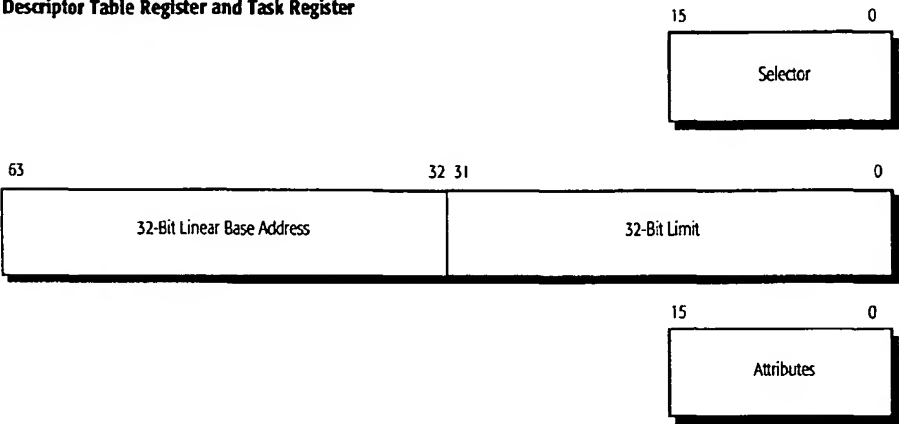 Descriptor Table Register and Task Register
15 0
Selector
63 32 31 0
32-Bit Linear Base Address 32-Bit Limit
15 0
Attributes